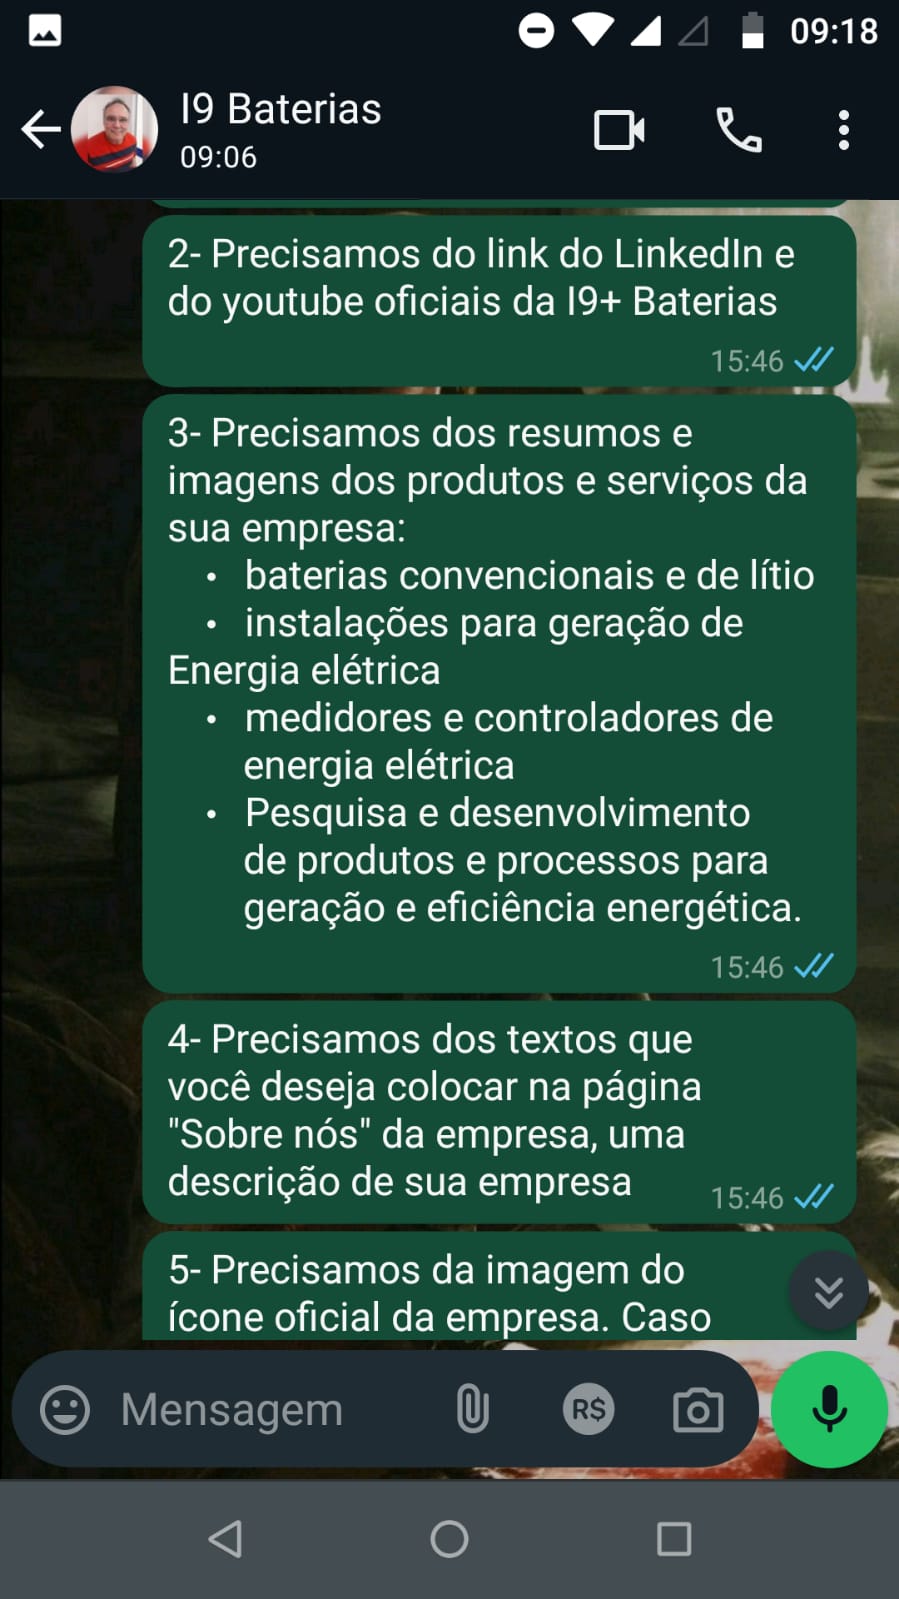 09:18
I9 Baterias
09:06
2- Precisamos do link do LinkedIn e
do youtube oficiais da I9+ Baterias
15:46
3- Precisamos dos resumos e
imagens dos produtos e serviços da
sua empresa:
• baterias convencionais e de lítio
• instalações para geração de
Energia elétrica
• medidores e controladores de
energia elétrica
• Pesquisa e desenvolvimento
de produtos e processos para
geração e eficiência energética.
15:46
4- Precisamos dos textos que
você deseja colocar na página
"Sobre nós" da empresa, uma
descrição de sua empresa
15:46
5- Precisamos da imagem do
ícone oficial da empresa. Caso
Mensagem
R$